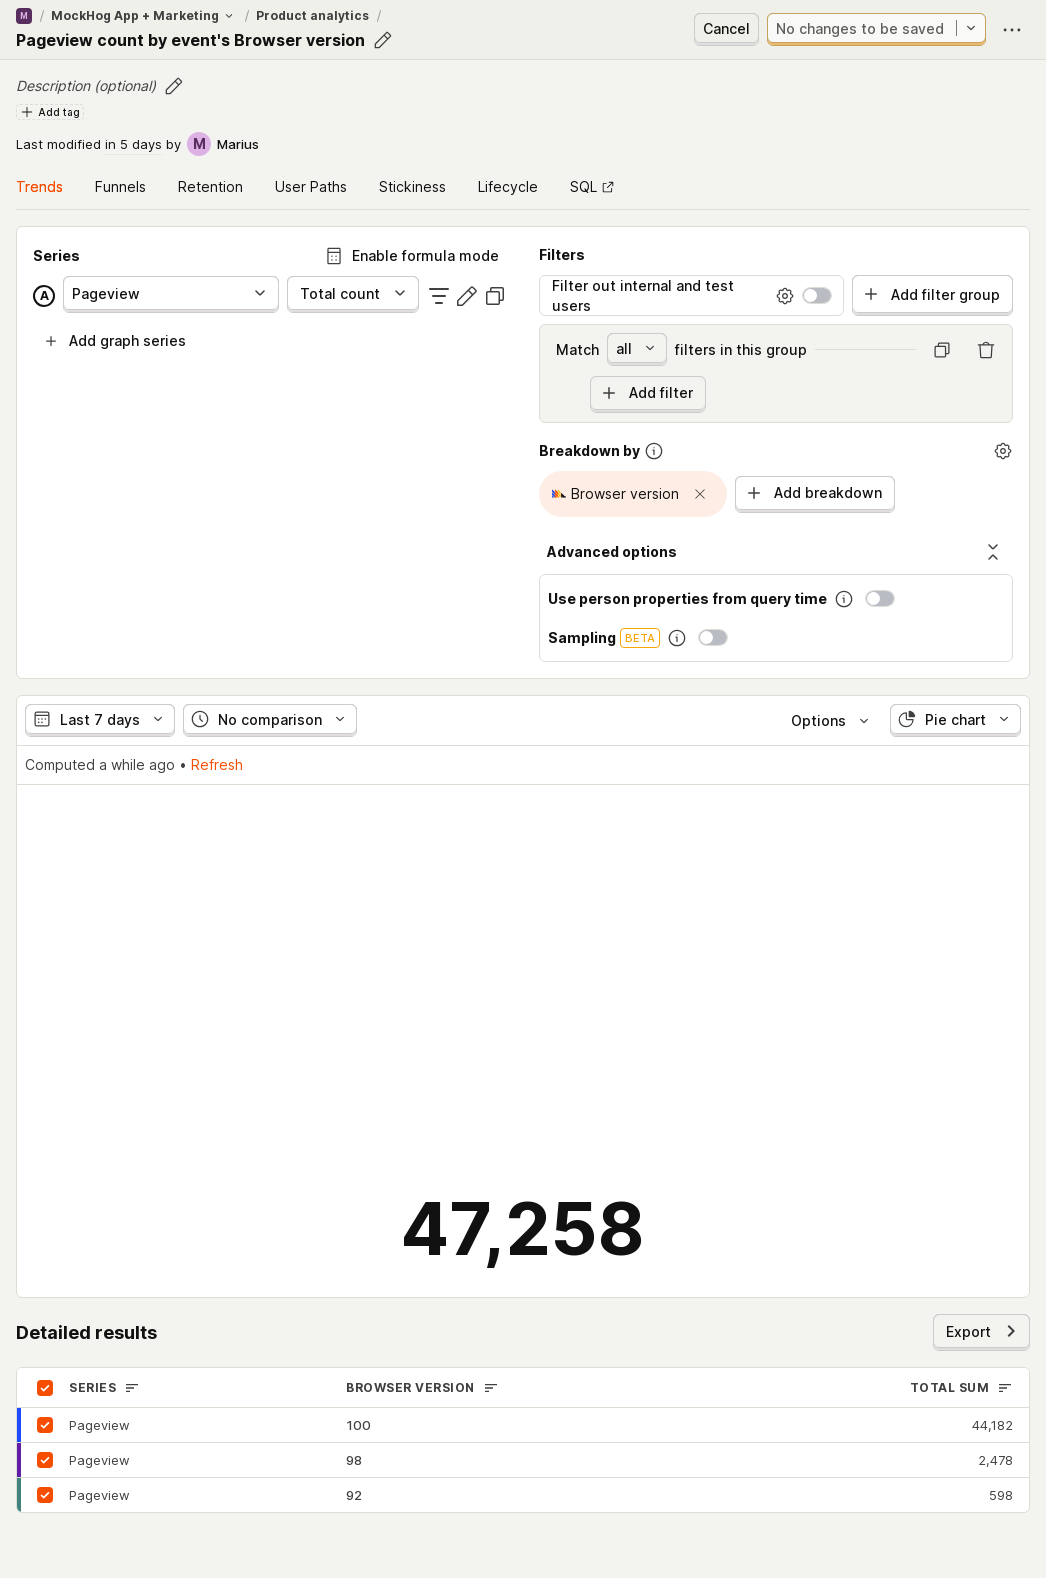 M / MockHog App + Marketing / Product analytics /
Pageview count by event's Browser version
Cancel
No changes to be saved
Description (optional)
Add tag
Last modified in 5 days by M Marius
Trends Funnels Retention User Paths Stickiness Lifecycle SQL
Series
Enable formula mode
A Pageview Total count
Add graph series
Filters
Filter out internal and test
users
Add filter group
Match all filters in this group
Add filter
Breakdown by
Browser version
Add breakdown
Advanced options
Use person properties from query time
Sampling BETA
Last 7 days No comparison Options Pie chart
Computed a while ago • Refresh
47,258
Detailed results
Export
SERIES BROWSER VERSION TOTAL SUM
Pageview 100 44,182
Pageview 98 2,478
Pageview 92 598